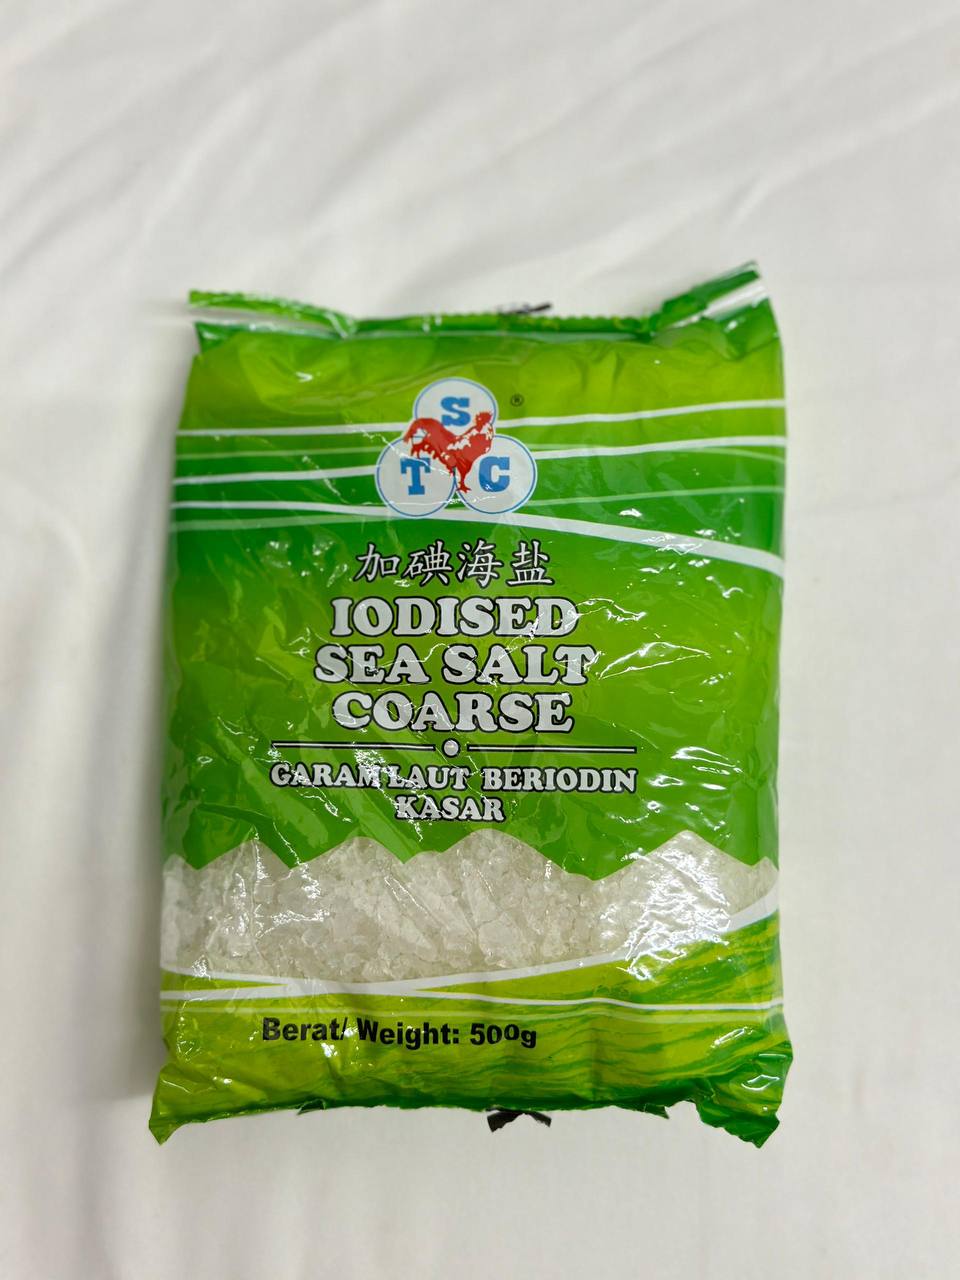 S
®
T C
加碘海盐
IODISED
SEA SALT
COARSE
GARAM LAUT BERIODIN
KASAR
Berat/ Weight: 500g